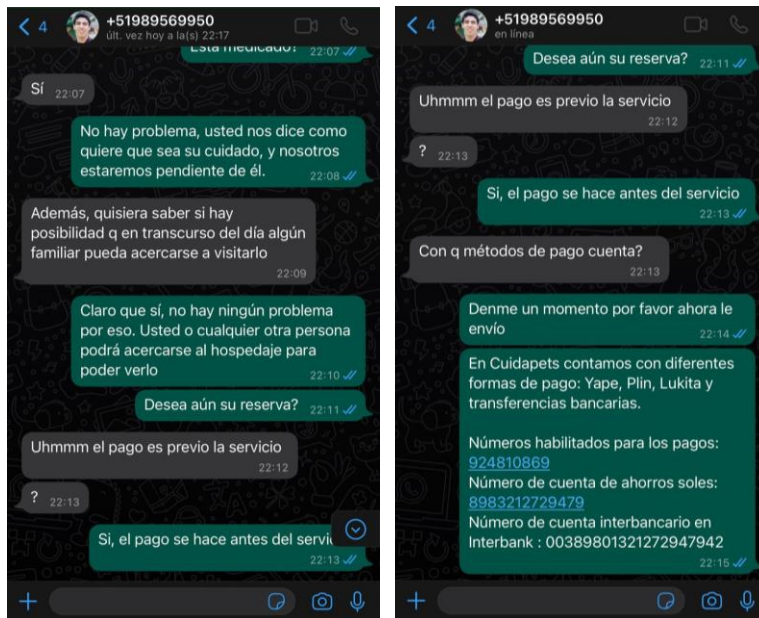 4
+51989569950
últ. vez hoy a la(s) 22:17
Esta medicado? 22:07
Sí 22:07
No hay problema, usted nos dice como
quiere que sea su cuidado, y nosotros
estaremos pendiente de él. 22:08
Además, quisiera saber si hay
posibilidad q en transcurso del día algún
familiar pueda acercarse a visitarlo
22:09
Claro que sí, no hay ningún problema
por eso. Usted o cualquier otra persona
podrá acercarse al hospedaje para
poder verlo 22:10
Desea aún su reserva? 22:11
Uhmmm el pago es previo la servicio
22:12
? 22:13
Si, el pago se hace antes del servi
22:13
4
+51989569950
en línea
Desea aún su reserva? 22:11
Uhmmm el pago es previo la servicio
22:12
? 22:13
Si, el pago se hace antes del servicio
22:13
Con q métodos de pago cuenta?
22:13
Denme un momento por favor ahora le
envío 22:14
En Cuidapets contamos con diferentes
formas de pago: Yape, Plin, Lukita y
transferencias bancarias.
Números habilitados para los pagos:
924810869
Número de cuenta de ahorros soles:
8983212729479
Número de cuenta interbancario en
Interbank : 00389801321272947942
22:15